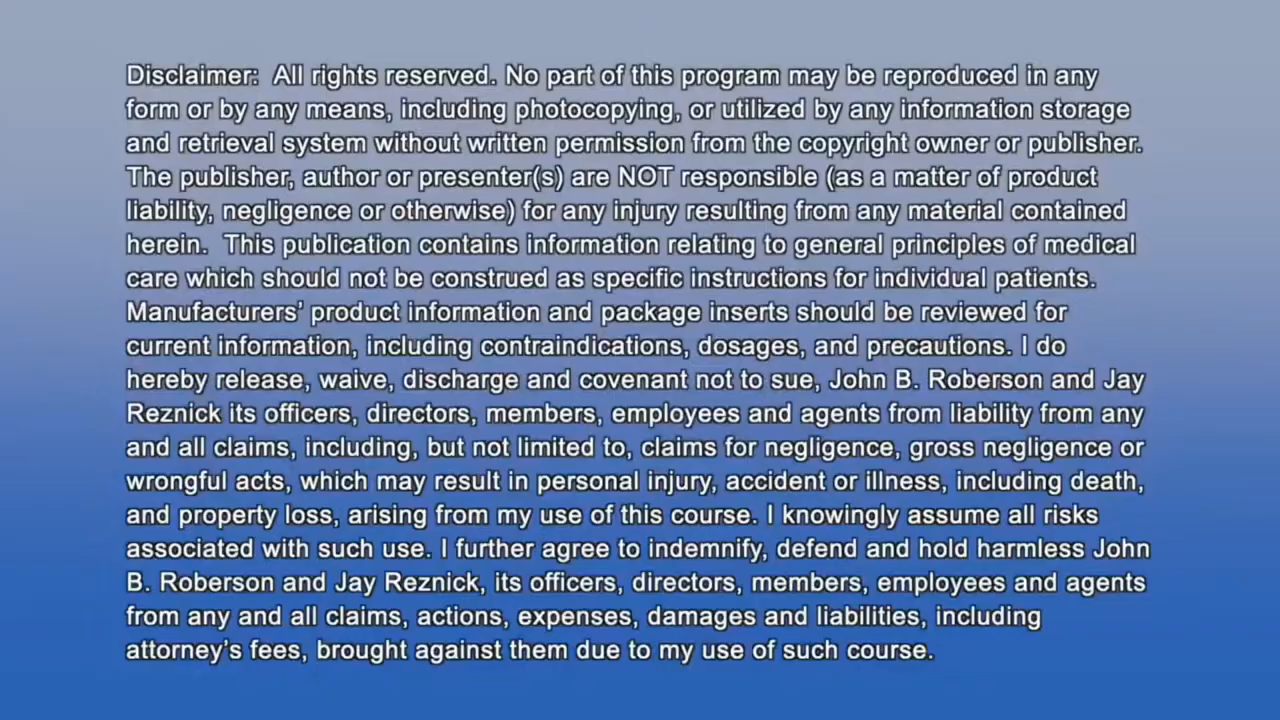 Disclaimer:  All rights reserved. No part of this program may be reproduced in any
form or by any means, including photocopying, or utilized by any information storage
and retrieval system without written permission from the copyright owner or publisher.
The publisher, author or presenter(s) are NOT responsible (as a matter of product
liability, negligence or otherwise) for any injury resulting from any material contained
herein.  This publication contains information relating to general principles of medical
care which should not be construed as specific instructions for individual patients.
Manufacturers' product information and package inserts should be reviewed for
current information, including contraindications, dosages, and precautions. I do
hereby release, waive, discharge and covenant not to sue, John B. Roberson and Jay
Reznick its officers, directors, members, employees and agents from liability from any
and all claims, including, but not limited to, claims for negligence, gross negligence or
wrongful acts, which may result in personal injury, accident or illness, including death,
and property loss, arising from my use of this course. I knowingly assume all risks
associated with such use. I further agree to indemnify, defend and hold harmless John
B. Roberson and Jay Reznick, its officers, directors, members, employees and agents
from any and all claims, actions, expenses, damages and liabilities, including
attorney's fees, brought against them due to my use of such course.